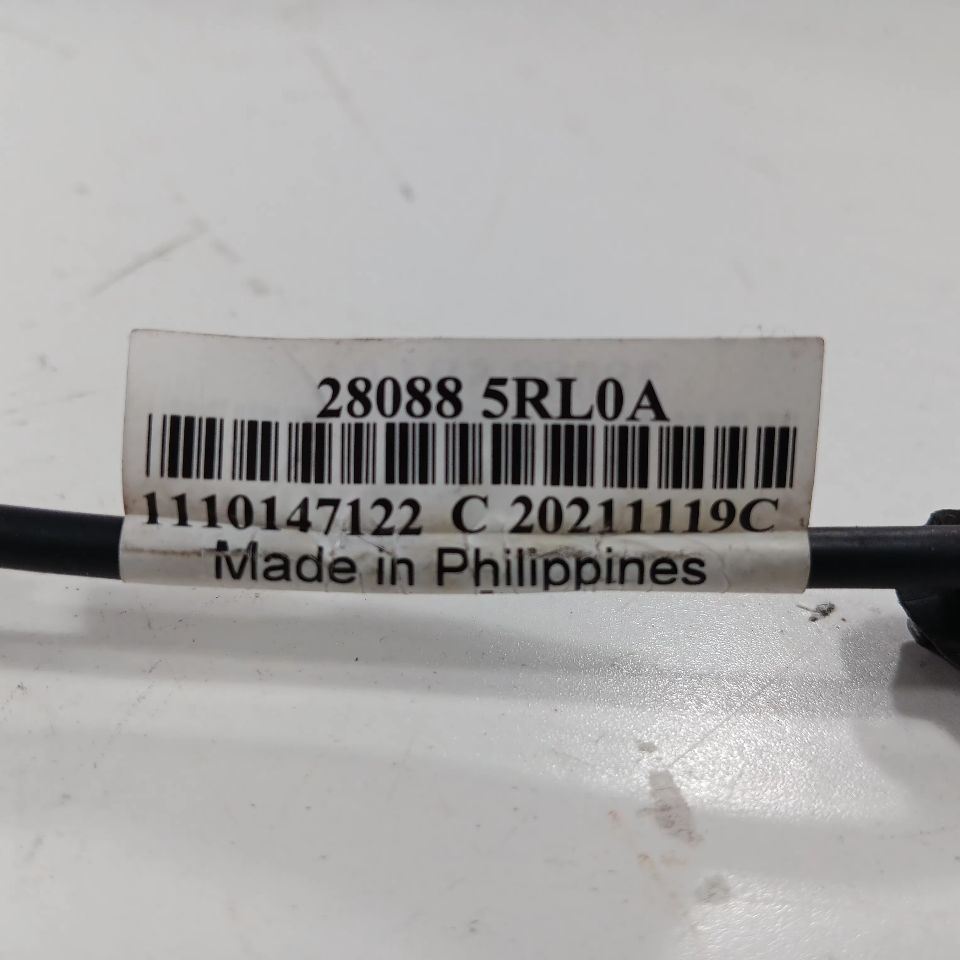 28088 5RL0A
1110147122 C 20211119C
Made in Philippines